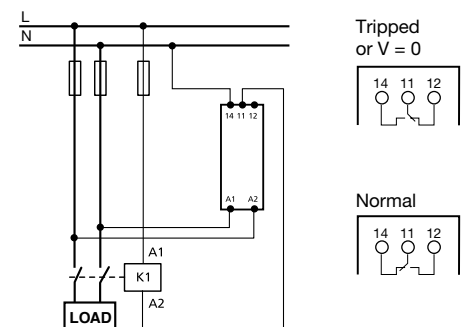 L
N
14 11 12
A1 A2
A1
K1
A2
LOAD
Tripped
or V = 0
14 11 12
Normal
14 11 12